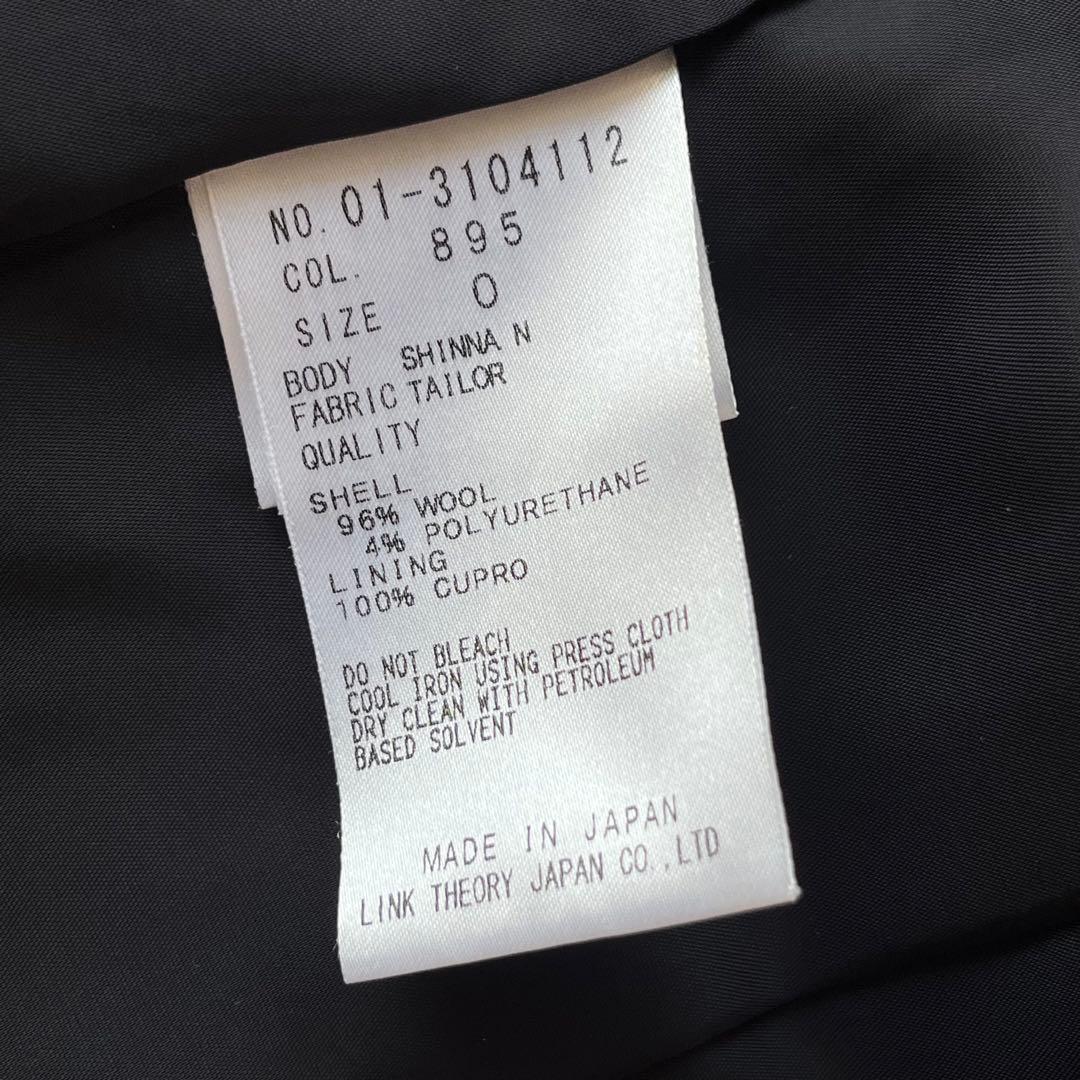 NO. 01-3104112
COL. 895
SIZE 0
BODY SHINNA N
FABRIC TAILOR
QUALITY
SHELL
96% WOOL
4% POLYURETHANE
LINING
100% CUPRO
DO NOT BLEACH
COOL IRON USING PRESS CLOTH
DRY CLEAN WITH PETROLEUM
BASED SOLVENT
MADE IN JAPAN
LINK THEORY JAPAN CO.,LTD